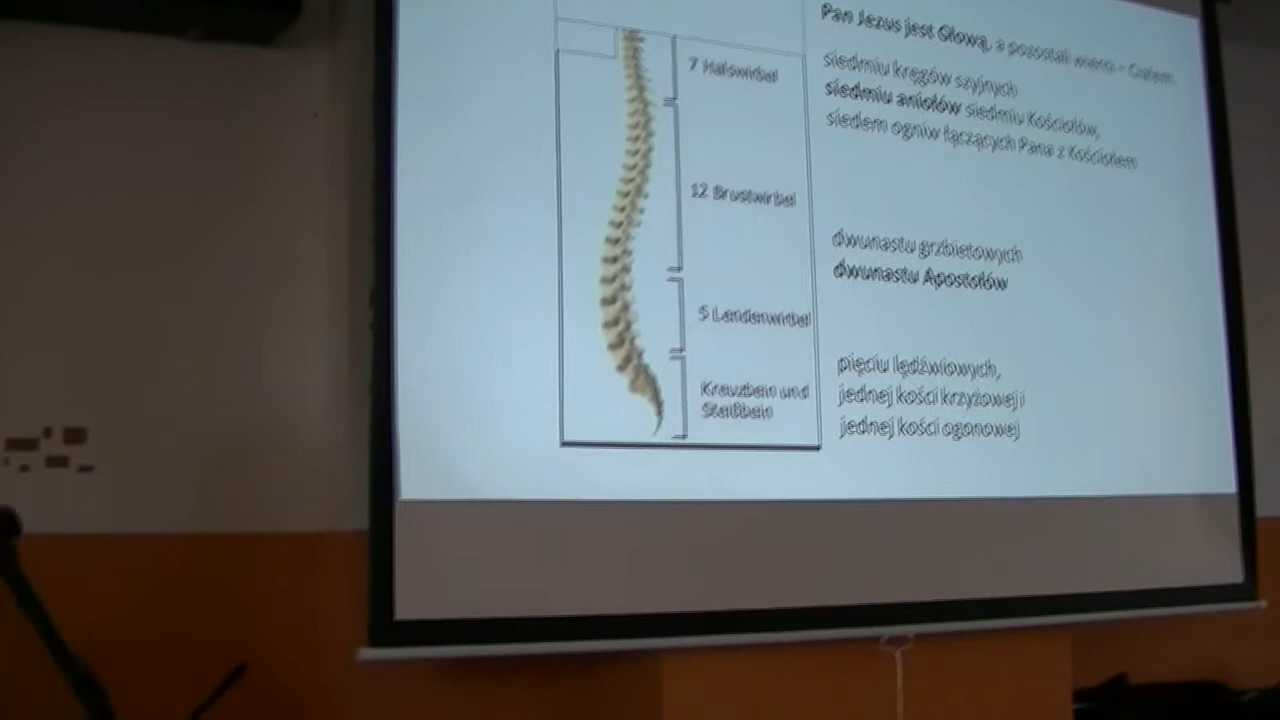 Pan Jezus jest Głową, a pozostali wierni – Ciałem.
7 Halswirbel
siedmiu kręgów szyjnych
siedmiu aniołów siedmiu Kościołów,
siedem ogniw łączących Pana z Kościołem
12 Brustwirbel
dwunastu grzbietowych
dwunastu Apostołów
5 Lendenwirbel
pięciu lędźwiowych,
Kreuzbein und
Steißbein
jednej kości krzyżowej i
jednej kości ogonowej